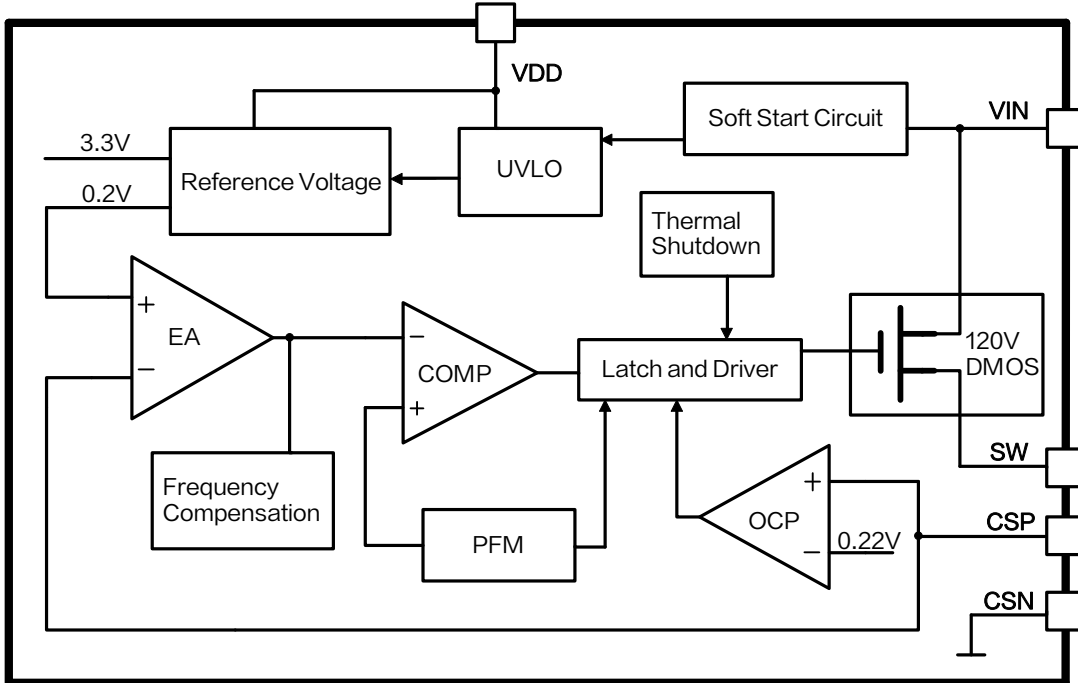 VDD
Soft Start Circuit
VIN
3.3V
Reference Voltage
UVLO
0.2V
Thermal
Shutdown
+
EA
−
−
COMP
+
Latch and Driver
120V
DMOS
SW
Frequency
Compensation
PFM
+
OCP
−
0.22V
CSP
CSN